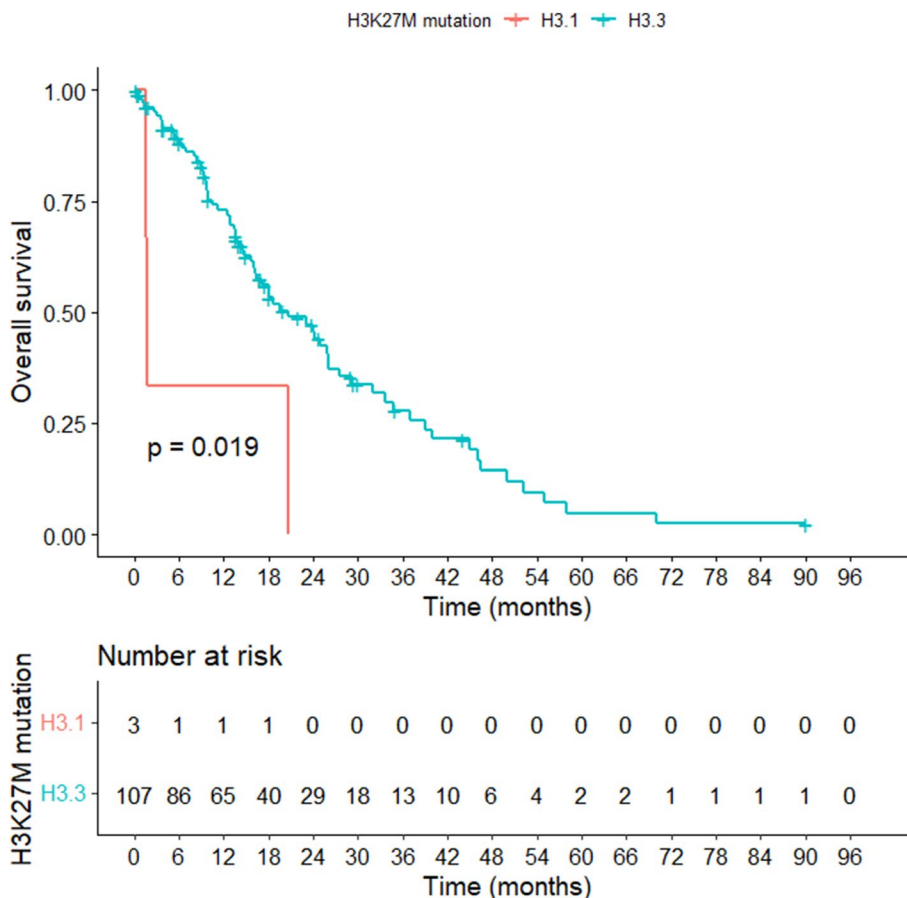 H3K27M mutation H3.1 H3.3
Overall survival
1.00
0.75
0.50
0.25
0.00
p = 0.019
0 6 12 18 24 30 36 42 48 54 60 66 72 78 84 90 96
Time (months)
Number at risk
H3K27M mutation
H3.1 3 1 1 1 0 0 0 0 0 0 0 0 0 0 0 0 0
H3.3 107 86 65 40 29 18 13 10 6 4 2 2 1 1 1 1 0
0 6 12 18 24 30 36 42 48 54 60 66 72 78 84 90 96
Time (months)